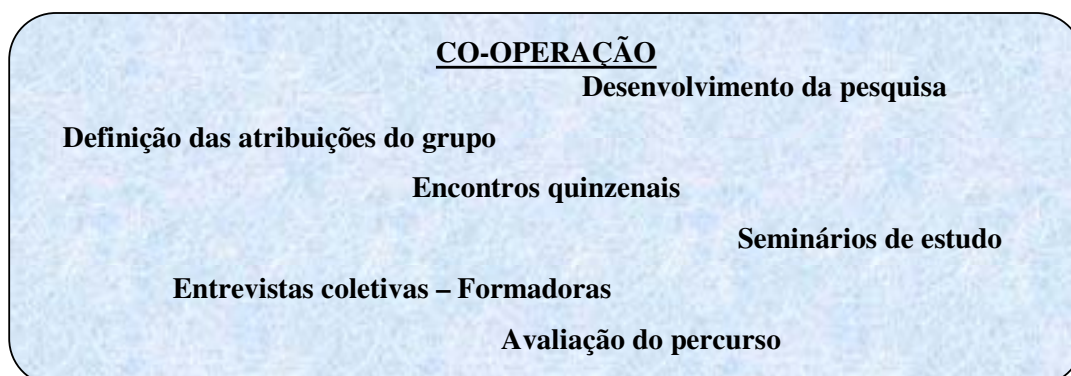 CO-OPERAÇÃO
Desenvolvimento da pesquisa
Definição das atribuições do grupo
Encontros quinzenais
Seminários de estudo
Entrevistas coletivas – Formadoras
Avaliação do percurso